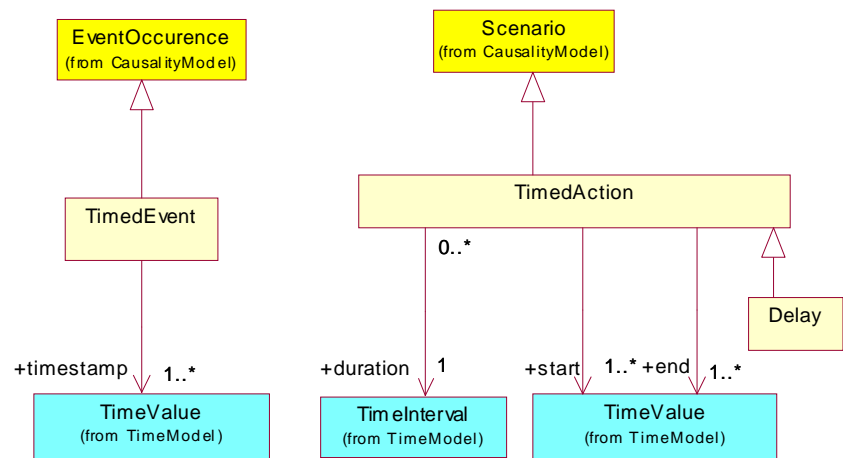 EventOccurence
(from CausalityModel)
Scenario
(from CausalityModel)
TimedEvent
TimedAction
0..*
Delay
+timestamp
1..*
+duration
1
+start
1..*
+end
1..*
TimeValue
(from TimeModel)
TimeInterval
(from TimeModel)
TimeValue
(from TimeModel)